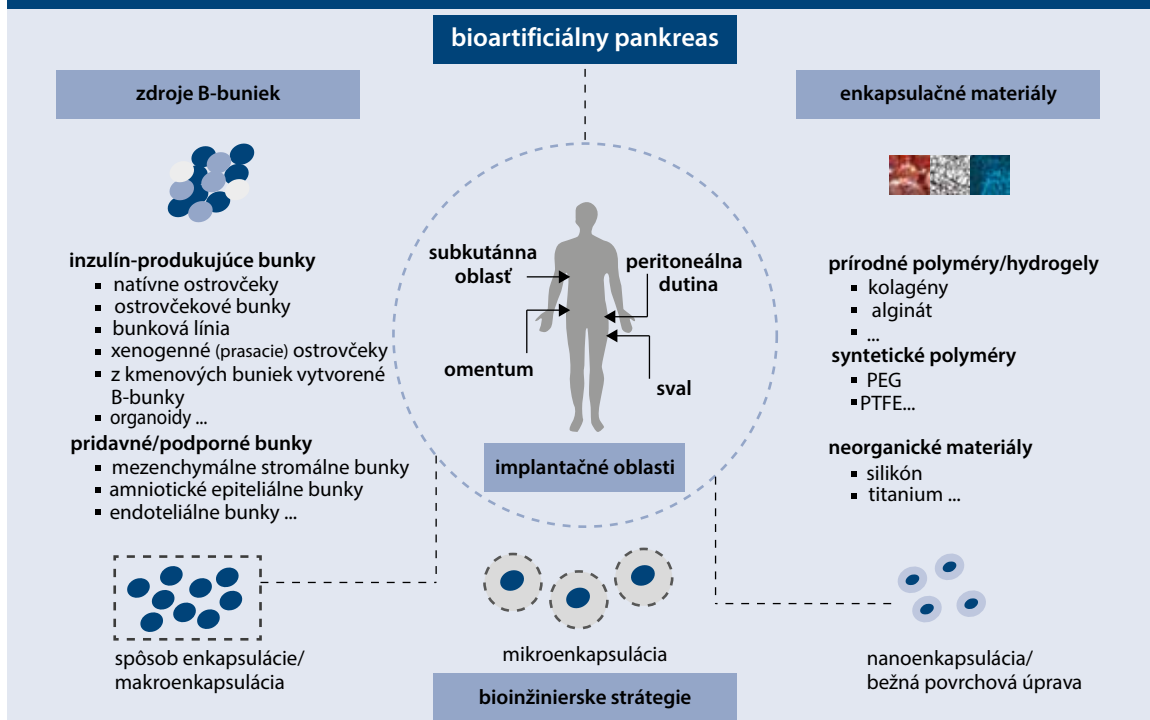 bioartificiálny pankreas
zdroje B-buniek
inzulín-produkujúce bunky
▪ natívne ostrovčeky
▪ ostrovčekové bunky
▪ bunková línia
▪ xenogenné (prasacie) ostrovčeky
▪ z kmenových buniek vytvorené
B-bunky
▪ organoidy ...
pridavné/podporné bunky
▪ mezenchymálne stromálne bunky
▪ amniotické epiteliálne bunky
▪ endoteliálne bunky ...
subkutánna
oblasť
peritoneálna
dutina
omentum
sval
implantačné oblasti
enkapsulačné materiály
prírodné polyméry/hydrogely
▪ kolagény
▪ alginát
▪ ...
syntetické polyméry
▪ PEG
▪ PTFE...
neorganické materiály
▪ silikón
▪ titanium ...
spôsob enkapsulácie/
makroenkapsulácia
mikroenkapsulácia
nanoenkapsulácia/
bežná povrchová úprava
bioinžinierske strátegie